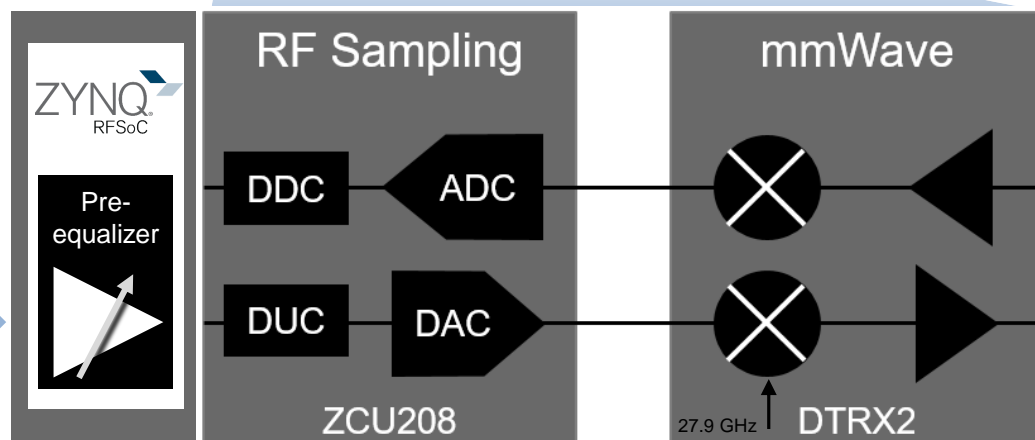 ZYNQ®
RFSoC
Pre-
equalizer
RF Sampling
DDC
ADC
DUC
DAC
ZCU208
mmWave
27.9 GHz
DTRX2